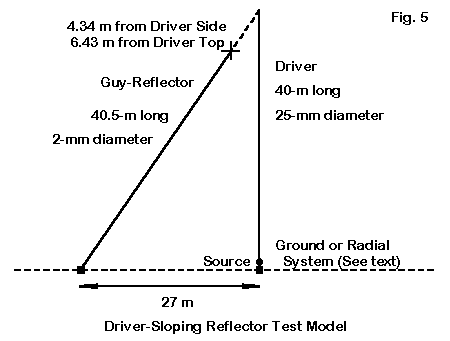 Fig. 5
4.34 m from Driver Side
6.43 m from Driver Top
Guy-Reflector
40.5-m long
2-mm diameter
Driver
40-m long
25-mm diameter
Source
Ground or Radial
System (See text)
27 m
Driver-Sloping Reflector Test Model